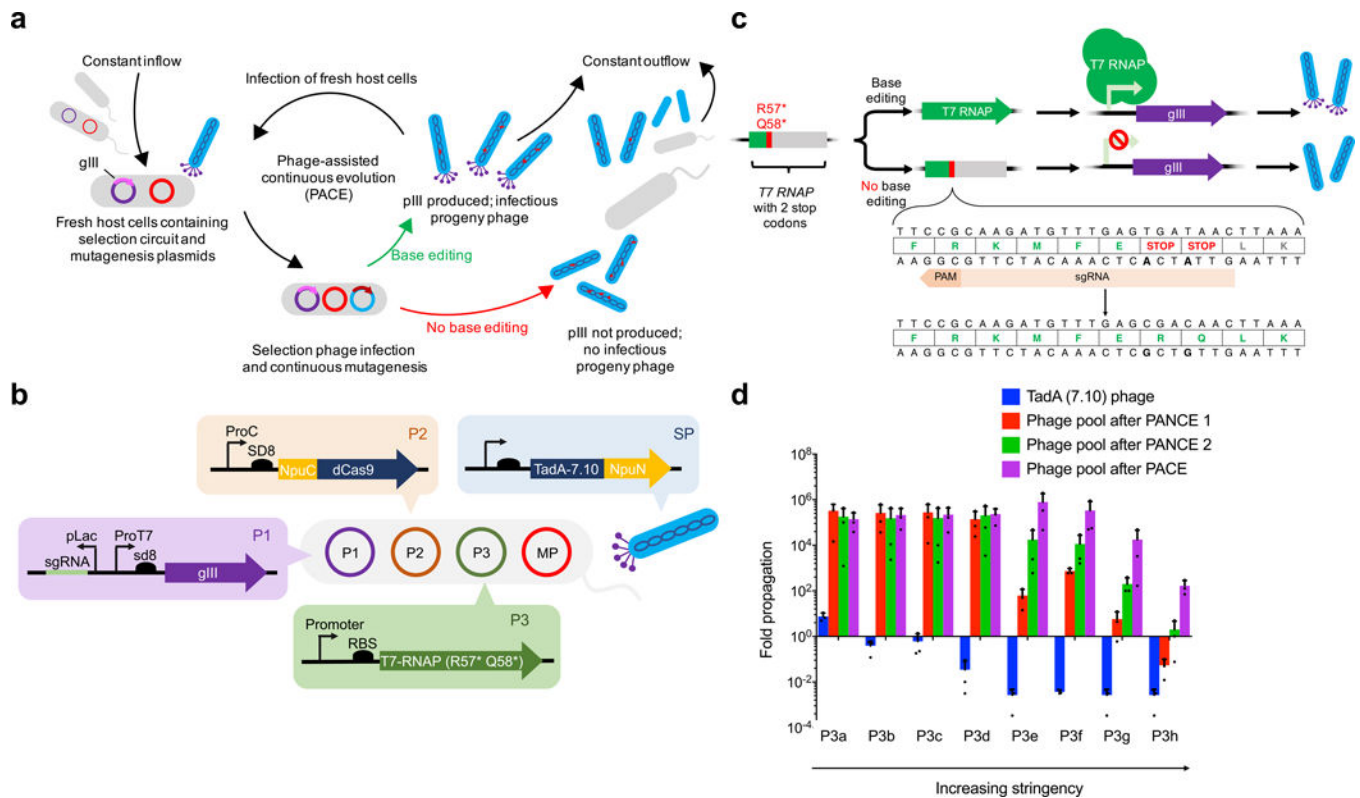 a
Constant inflow
Infection of fresh host cells
Constant outflow
gIII
Phage-assisted
continuous evolution
(PACE)
pIII produced; infectious
progeny phage
Fresh host cells containing
selection circuit and
mutagenesis plasmids
Base editing
No base editing
Selection phage infection
and continuous mutagenesis
pIII not produced;
no infectious
progeny phage
b
ProC
SD8
P2
NpuC
dCas9
SP
TadA-7.10
NpuN
P1
pLac
ProT7
sgRNA
sd8
gIII
P1
P2
P3
MP
Promoter
RBS
P3
T7-RNAP (R57* Q58*)
c
R57*
Q58*
T7 RNAP
with 2 stop
codons
Base
editing
No base
editing
T7 RNAP
T7 RNAP
gIII
gIII
T T C C G C A A G A T G T T T G A G T G A T A A C T T A A A
F R K M F E STOP STOP L K
A A G G C G T T C T A C A A A C T C A C T A T T G A A T T T
PAM
sgRNA
T T C C G C A A G A T G T T T G A G C G A C A A C T T A A A
F R K M F E R Q L K
A A G G C G T T C T A C A A A C T C G C T G T T G A A T T T
d
TadA (7.10) phage
Phage pool after PANCE 1
Phage pool after PANCE 2
Phage pool after PACE
Fold propagation
10^8
10^6
10^4
10^2
10^0
10^-2
10^-4
P3a P3b P3c P3d P3e P3f P3g P3h
Increasing stringency